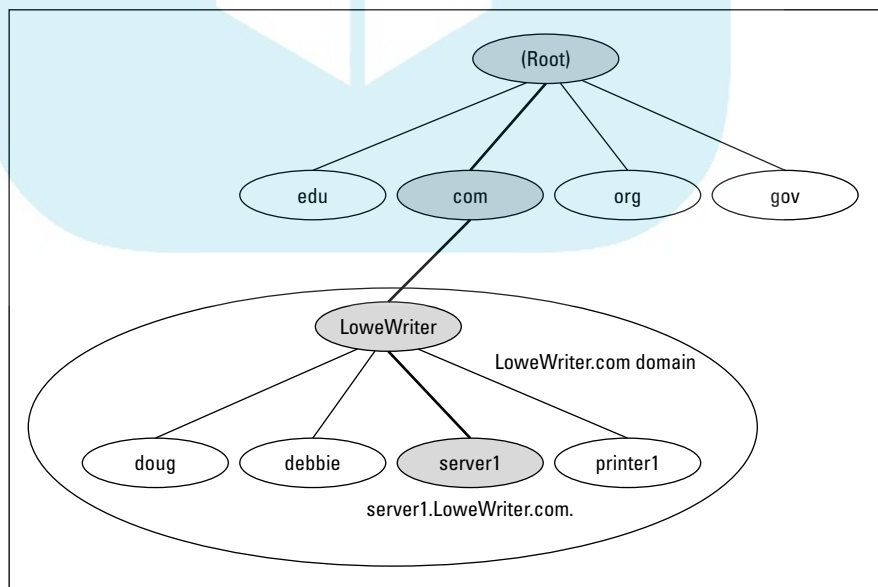 (Root)
edu
com
org
gov
LoweWriter
LoweWriter.com domain
doug
debbie
server1
printer1
server1.LoweWriter.com.